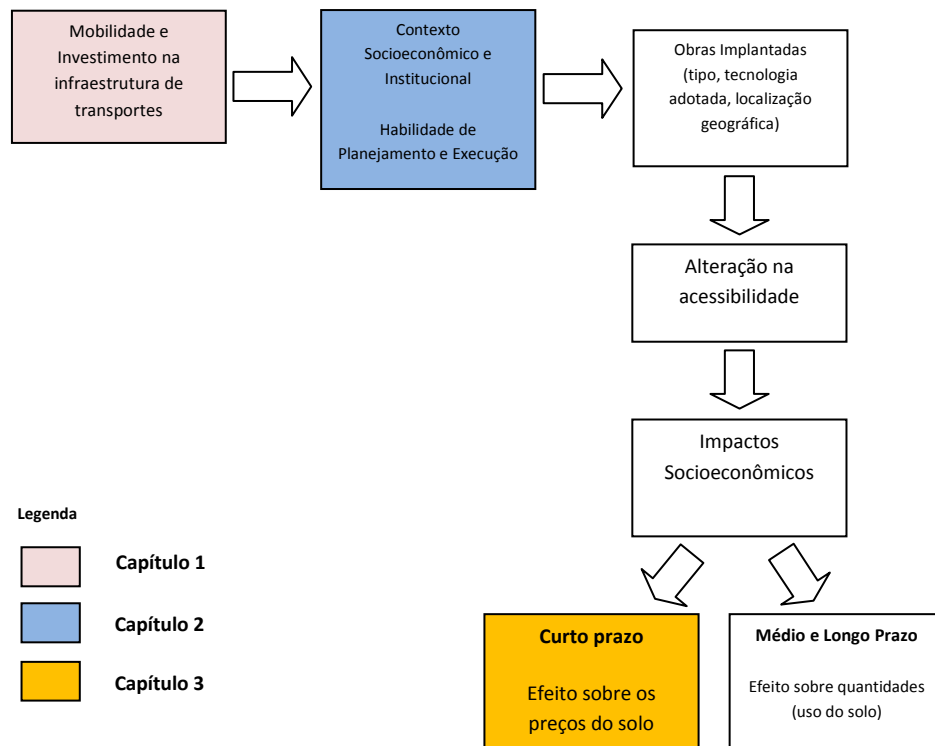 Mobilidade e
Investimento na
infraestrutura de
transportes
Contexto
Socioeconômico e
Institucional
Habilidade de
Planejamento e Execução
Obras Implantadas
(tipo, tecnologia
adotada, localização
geográfica)
Alteração na
acessibilidade
Impactos
Socioeconômicos
Legenda
Capítulo 1
Capítulo 2
Capítulo 3
Curto prazo
Efeito sobre os
preços do solo
Médio e Longo Prazo
Efeito sobre quantidades
(uso do solo)